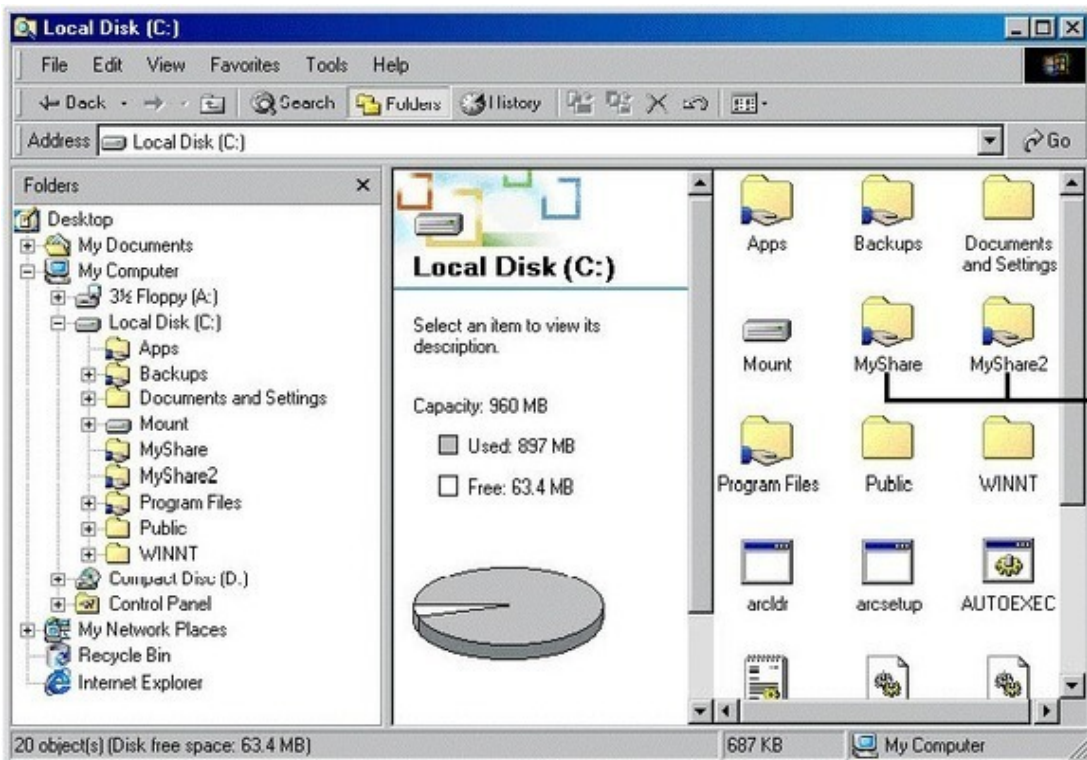 Local Disk (C:)
File Edit View Favorites Tools Help
Back Search Folders History
Address Local Disk (C:) Go
Folders
Desktop
My Documents
My Computer
3½ Floppy (A:)
Local Disk (C:)
Apps
Backups
Documents and Settings
Mount
MyShare
MyShare2
Program Files
Public
WINNT
Compact Disc (D:)
Control Panel
My Network Places
Recycle Bin
Internet Explorer
Local Disk (C:)
Select an item to view its
description.
Capacity: 960 MB
Used: 897 MB
Free: 63.4 MB
Apps Backups Documents
and Settings
Mount MyShare MyShare2
Program Files Public WINNT
arcldr arcsetup AUTOEXEC
20 object(s) (Disk free space: 63.4 MB) 687 KB My Computer